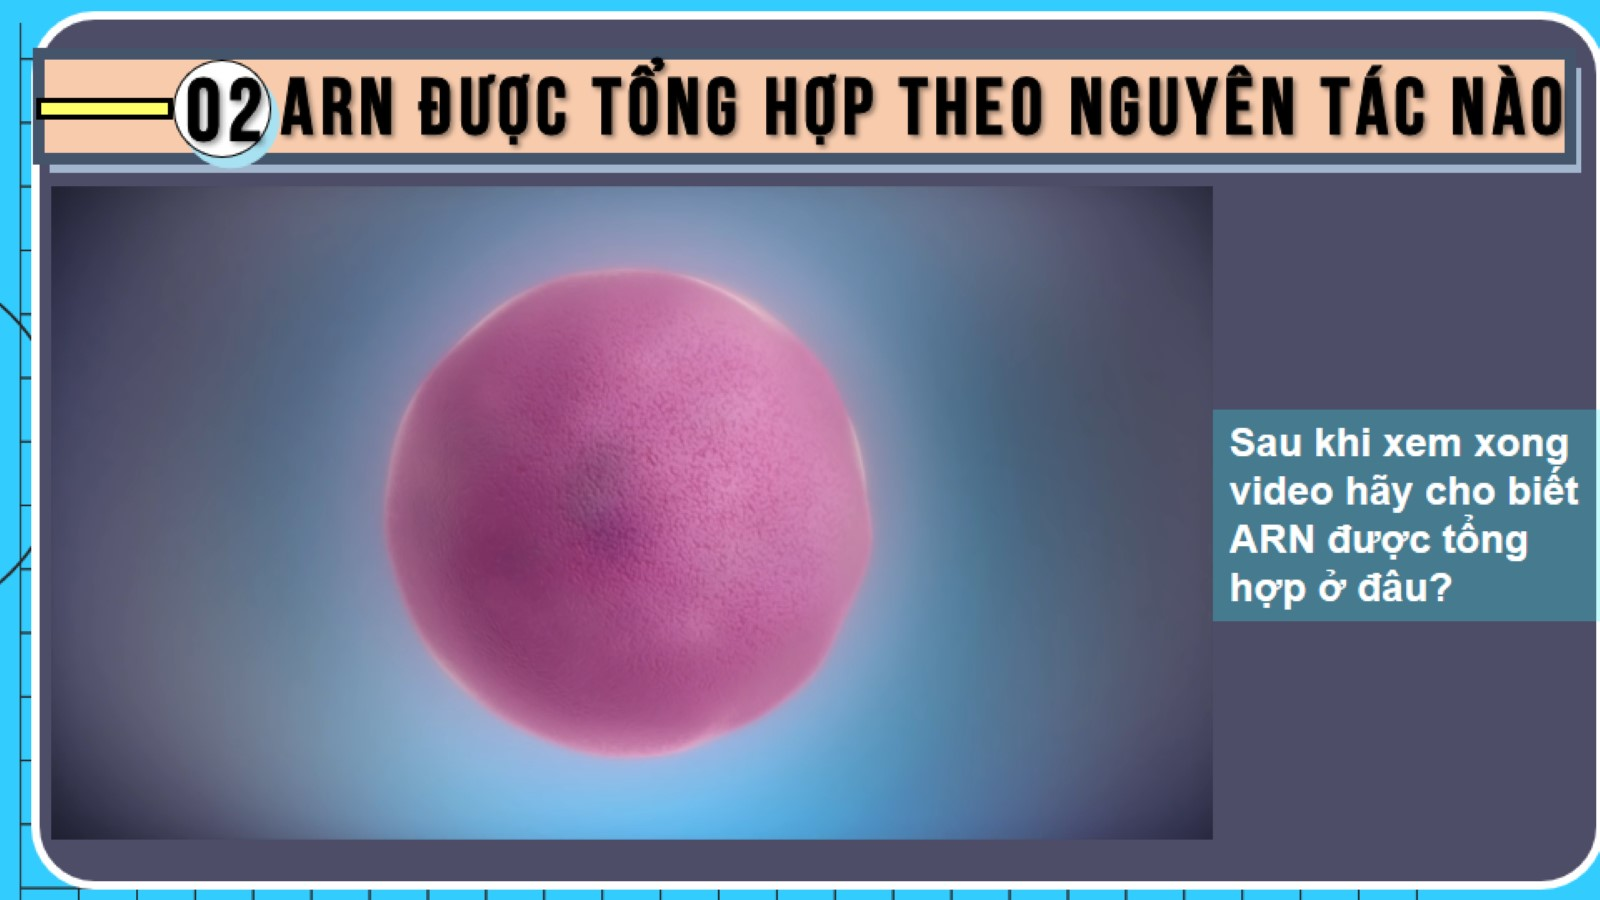 02 ARN ĐƯỢC TỔNG HỢP THEO NGUYÊN TÁC NÀO
Sau khi xem xong
video hãy cho biết
ARN được tổng
hợp ở đâu?